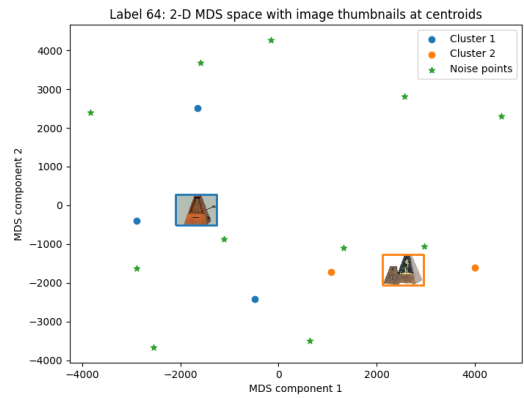 Label 64: 2-D MDS space with image thumbnails at centroids
Cluster 1
Cluster 2
Noise points
MDS component 2
4000
3000
2000
1000
0
−1000
−2000
−3000
−4000
−4000 −2000 0 2000 4000
MDS component 1